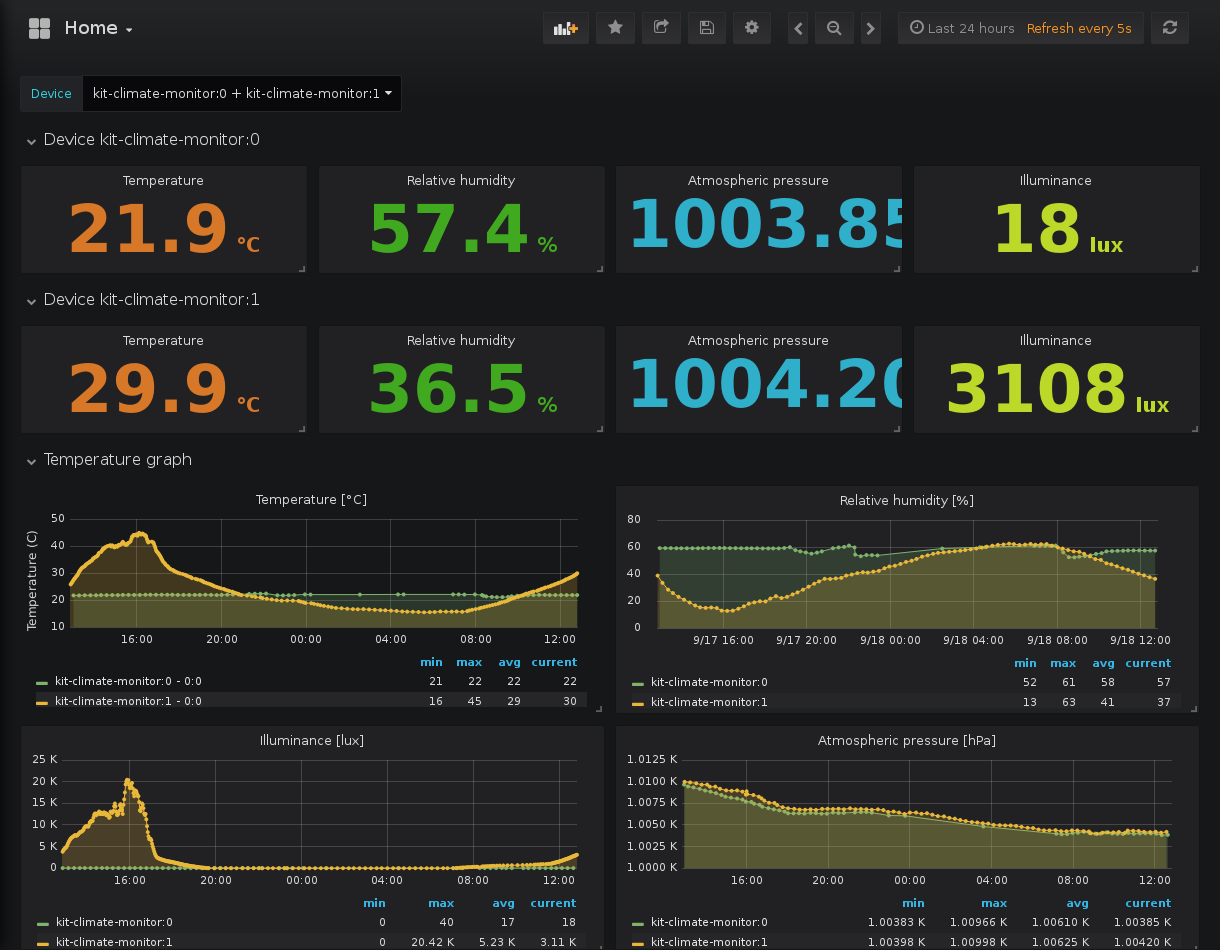 Home
Last 24 hours Refresh every 5s
Device kit-climate-monitor:0 + kit-climate-monitor:1
Device kit-climate-monitor:0
Temperature Relative humidity Atmospheric pressure Illuminance
21.9 °C 57.4 % 1003.85 18 lux
Device kit-climate-monitor:1
Temperature Relative humidity Atmospheric pressure Illuminance
29.9 °C 36.5 % 1004.20 3108 lux
Temperature graph
Temperature [°C]
Temperature (C)
50
40
30
20
10
16:00 20:00 00:00 04:00 08:00 12:00
min max avg current
kit-climate-monitor:0 - 0:0 21 22 22 22
kit-climate-monitor:1 - 0:0 16 45 29 30
Relative humidity [%]
80
60
40
20
0
9/17 16:00 9/17 20:00 9/18 00:00 9/18 04:00 9/18 08:00 9/18 12:00
min max avg current
kit-climate-monitor:0 52 61 58 57
kit-climate-monitor:1 13 63 41 37
Illuminance [lux]
25 K
20 K
15 K
10 K
5 K
0
16:00 20:00 00:00 04:00 08:00 12:00
min max avg current
kit-climate-monitor:0 0 40 17 18
kit-climate-monitor:1 0 20.42 K 5.23 K 3.11 K
Atmospheric pressure [hPa]
1.0125 K
1.0100 K
1.0075 K
1.0050 K
1.0025 K
1.0000 K
16:00 20:00 00:00 04:00 08:00 12:00
min max avg current
kit-climate-monitor:0 1.00383 K 1.00966 K 1.00610 K 1.00385 K
kit-climate-monitor:1 1.00398 K 1.00998 K 1.00625 K 1.00420 K